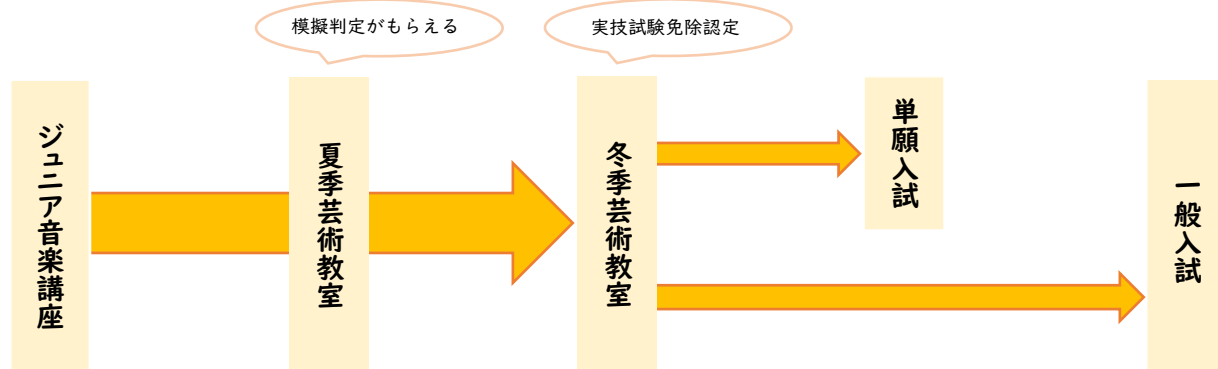 模擬判定がもらえる
実技試験免除認定
ジュニア音楽講座
夏季芸術教室
冬季芸術教室
単願入試
一般入試